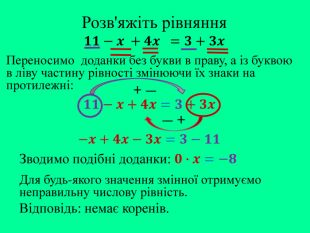 Розв'яжіть рівняння
11 − x + 4x = 3 + 3x
Переносимо доданки без букви в праву, а із буквою
в ліву частину рівності змінюючи їх знаки на
протилежні:
+ —
11 − x + 4x = 3 + 3x
— +
−x + 4x − 3x = 3 − 11
Зводимо подібні доданки: 0 · x = −8
Для будь-якого значення змінної отримуємо
неправильну числову рівність.
Відповідь: немає коренів.